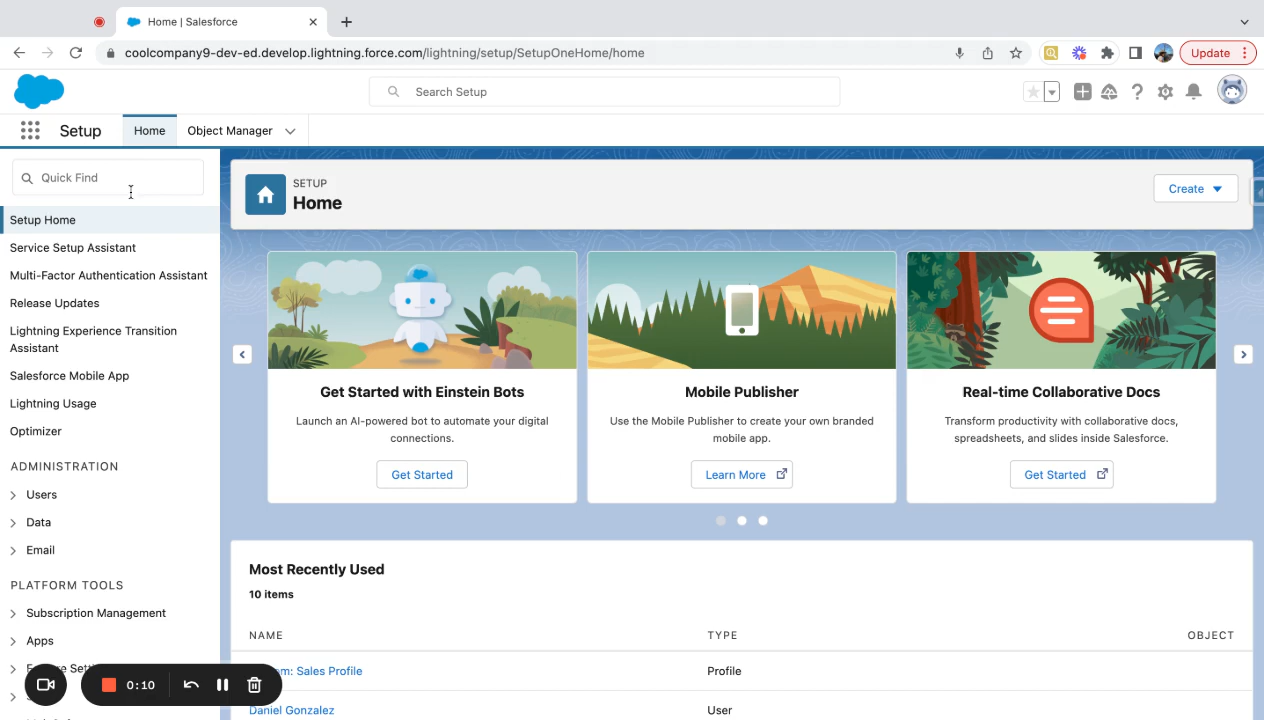 Home | Salesforce
coolcompany9-dev-ed.develop.lightning.force.com/lightning/setup/SetupOneHome/home
Update
Search Setup
Setup
Home
Object Manager
Quick Find
Setup Home
Service Setup Assistant
Multi-Factor Authentication Assistant
Release Updates
Lightning Experience Transition
Assistant
Salesforce Mobile App
Lightning Usage
Optimizer
ADMINISTRATION
Users
Data
Email
PLATFORM TOOLS
Subscription Management
Apps
0:10
SETUP
Home
Create
Get Started with Einstein Bots
Launch an AI-powered bot to automate your digital
connections.
Get Started
Mobile Publisher
Use the Mobile Publisher to create your own branded
mobile app.
Learn More
Real-time Collaborative Docs
Transform productivity with collaborative docs,
spreadsheets, and slides inside Salesforce.
Get Started
Most Recently Used
10 items
NAME
TYPE
OBJECT
Sales Profile
Profile
Daniel Gonzalez
User